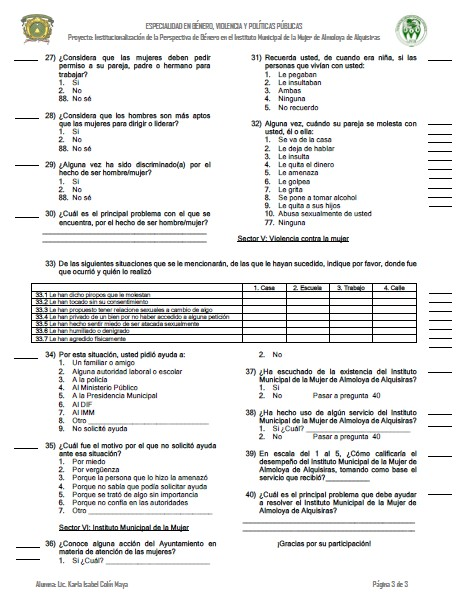 ESPECIALIDAD EN GÉNERO, VIOLENCIA Y POLÍTICAS PÚBLICAS
Proyecto: Institucionalización de la Perspectiva de Género en el Instituto Municipal de la Mujer de Almoloya de Alquisiras
27) ¿Considera que las mujeres deben pedir
permiso a su pareja, padre o hermano para
trabajar?
1. Si
2. No
88. No sé
28) ¿Considera que los hombres son más aptos
que las mujeres para dirigir o liderar?
1. Si
2. No
88. No sé
29) ¿Alguna vez ha sido discriminado(a) por el
hecho de ser hombre/mujer?
1. Si
2. No
88. No sé
30) ¿Cuál es el principal problema con el que se
encuentra, por el hecho de ser hombre/mujer?
31) Recuerda usted, de cuando era niña, si las
personas que vivían con usted:
1. Le pegaban
2. Le insultaban
3. Ambas
4. Ninguna
5. No recuerdo
32) Alguna vez, cuándo su pareja se molesta con
usted, él o ella:
1. Se va de la casa
2. Le deja de hablar
3. Le insulta
4. Le quita el dinero
5. Le amenaza
6. Le golpea
7. Le grita
8. Se pone a tomar alcohol
9. Le quita a sus hijos
10. Abusa sexualmente de usted
77. Ninguna
Sector V: Violencia contra la mujer
33) De las siguientes situaciones que se le mencionarán, de las que le hayan sucedido, indique por favor, donde fue
que ocurrió y quién lo realizó
1. Casa 2. Escuela 3. Trabajo 4. Calle
33.1 Le han dicho piropos que le molestan
33.2 Le han tocado sin su consentimiento
33.3 Le han propuesto tener relaciones sexuales a cambio de algo
33.4 Le han privado de un bien por no haber accedido a alguna petición
33.5 Le han hecho sentir miedo de ser atacada sexualmente
33.6 Le han humillado o denigrado
33.7 Le han agredido físicamente
34) Por esta situación, usted pidió ayuda a:
1. Un familiar o amigo
2. Alguna autoridad laboral o escolar
3. A la policía
4. Al Ministerio Público
5. A la Presidencia Municipal
6. Al DIF
7. Al IMM
8. Otro
9. No solicité ayuda
35) ¿Cuál fue el motivo por el que no solicitó ayuda
ante esa situación?
1. Por miedo
2. Por vergüenza
3. Porque la persona que lo hizo la amenazó
4. Porque no sabía que podía solicitar ayuda
5. Porque se trató de algo sin importancia
6. Porque no confía en las autoridades
7. Otro
Sector VI: Instituto Municipal de la Mujer
36) ¿Conoce alguna acción del Ayuntamiento en
materia de atención de las mujeres?
1. Si ¿Cuál?
2. No
37) ¿Ha escuchado de la existencia del Instituto
Municipal de la Mujer de Almoloya de Alquisiras?
1. Si
2. No Pasar a pregunta 40
38) ¿Ha hecho uso de algún servicio del Instituto
Municipal de la Mujer de Almoloya de Alquisiras?
1. Si ¿Cuál?
2. No Pasar a pregunta 40
39) En escala del 1 al 5, ¿Cómo calificaría el
desempeño del Instituto Municipal de la Mujer de
Almoloya de Alquisiras, tomando como base el
servicio que recibió?
40) ¿Cuál es el principal problema que debe ayudar
a resolver el Instituto Municipal de la Mujer de
Almoloya de Alquisiras?
¡Gracias por su participación!
Alumna: Lic. Karla Isabel Colín Maya Página 3 de 3